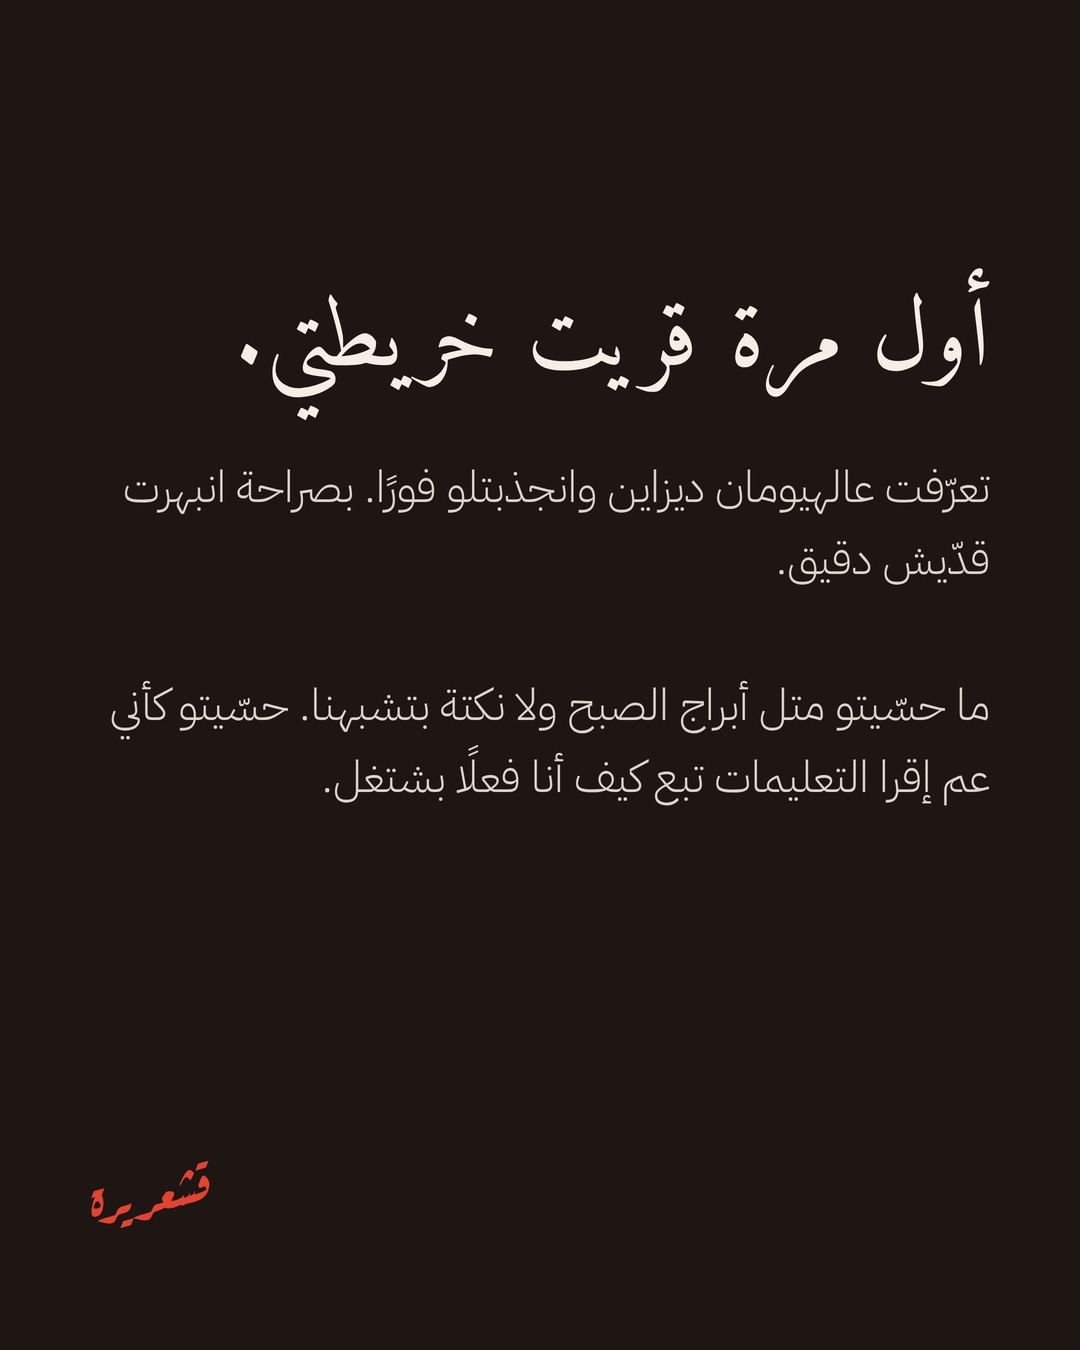 أول مرة قريت خريطتي.
تعرّفت عالهيومان ديزاين وانجذبتلو فورًا. بصراحة انبهرت
قدّيش دقيق.
ما حسّيتو متل أبراج الصبح ولا نكتة بتشبهنا. حسّيتو كأني
عم إقرا التعليمات تبع كيف أنا فعلًا بشتغل.
قشعريرة